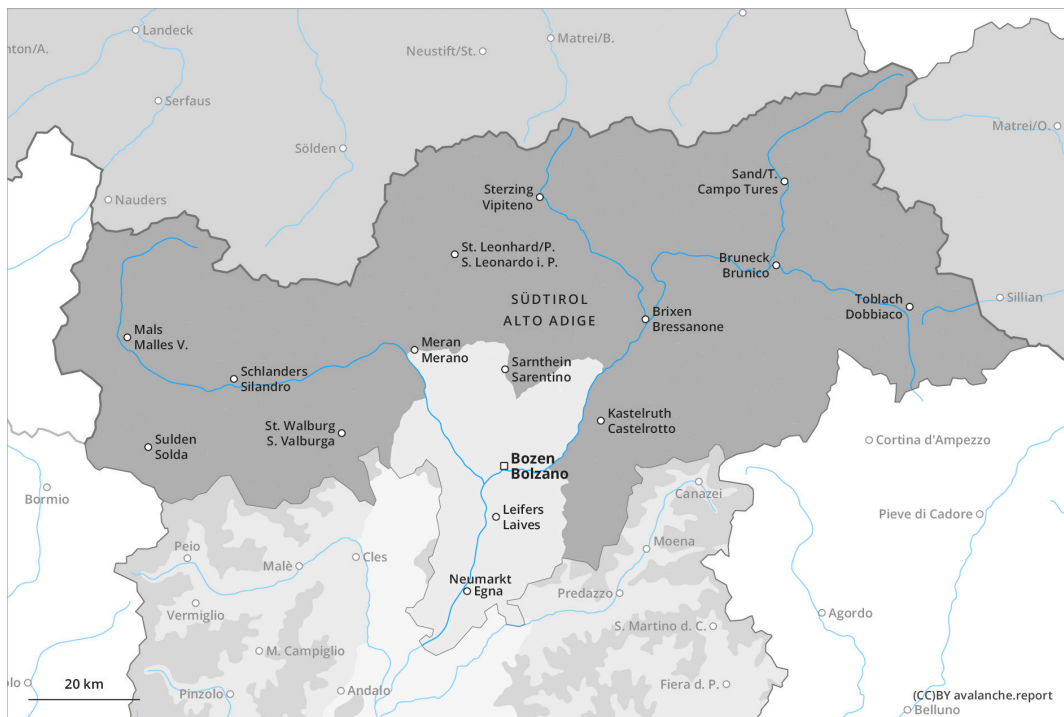 Landeck
nton/A.
Neustift/St.
Matrei/B.
Serfaus
Sölden
Matrei/O.
Nauders
Sand/T.
Campo Tures
Sterzing
Vipiteno
St. Leonhard/P.
S. Leonardo i. P.
Bruneck
Brunico
SÜDTIROL
ALTO ADIGE
Brixen
Bressanone
Toblach
Dobbiaco
Sillian
Mals
Malles V.
Meran
Merano
Sarnthein
Sarentino
Schlanders
Silandro
Kastelruth
Castelrotto
St. Walburg
S. Valburga
Sulden
Solda
Cortina d'Ampezzo
Bozen
Bolzano
Bormio
Canazei
Leifers
Laives
Pieve di Cadore
Moena
Peio
Malè
Cles
Neumarkt
Egna
Predazzo
Vermiglio
Agordo
S. Martino d. C.
M. Campiglio
20 km
olo
Pinzolo
Andalo
Fiera d. P.
(CC)BY avalanche.report
Belluno